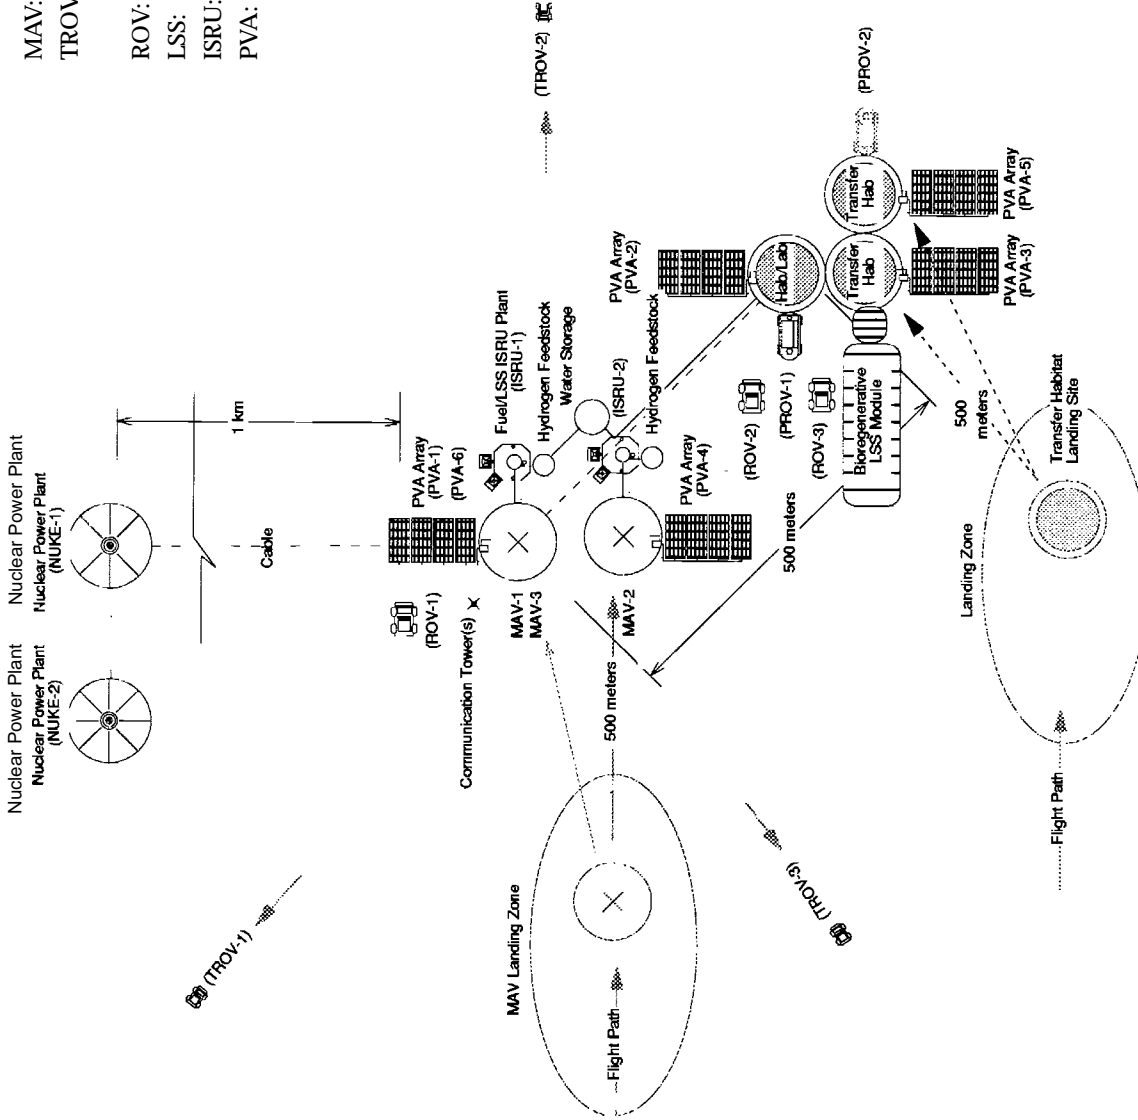 MAV:
TROV
ROV:
LSS:
ISRU:
PVA:
Nuclear Power Plant
Nuclear Power Plant
(NUKE-2)
Nuclear Power Plant
Nuclear Power Plant
(NUKE-1)
1 km
Cable
(TROV-1)
PVA Array
(PVA-1)
(PVA-6)
(ROV-1)
Communication Tower(s)
Fuel/LSS ISRU Plant
(ISRU-1)
Hydrogen Feedstock
Water Storage
(TROV-2)
MAV-1
MAV-3
MAV Landing Zone
500 meters
MAV-2
Flight Path
(ISRU-2)
Hydrogen Feedstock
PVA Array
(PVA-2)
PVA Array
(PVA-4)
(ROV-2)
(PROV-1)
(ROV-3)
Hab/Lab
500 meters
(TROV-3)
Bioregenerative
LSS Module
Transfer
Hab
Transfer
Hab
(PROV-2)
500
meters
PVA Array
(PVA-3)
PVA Array
(PVA-5)
Landing Zone
Transfer Habitat
Landing Site
Flight Path